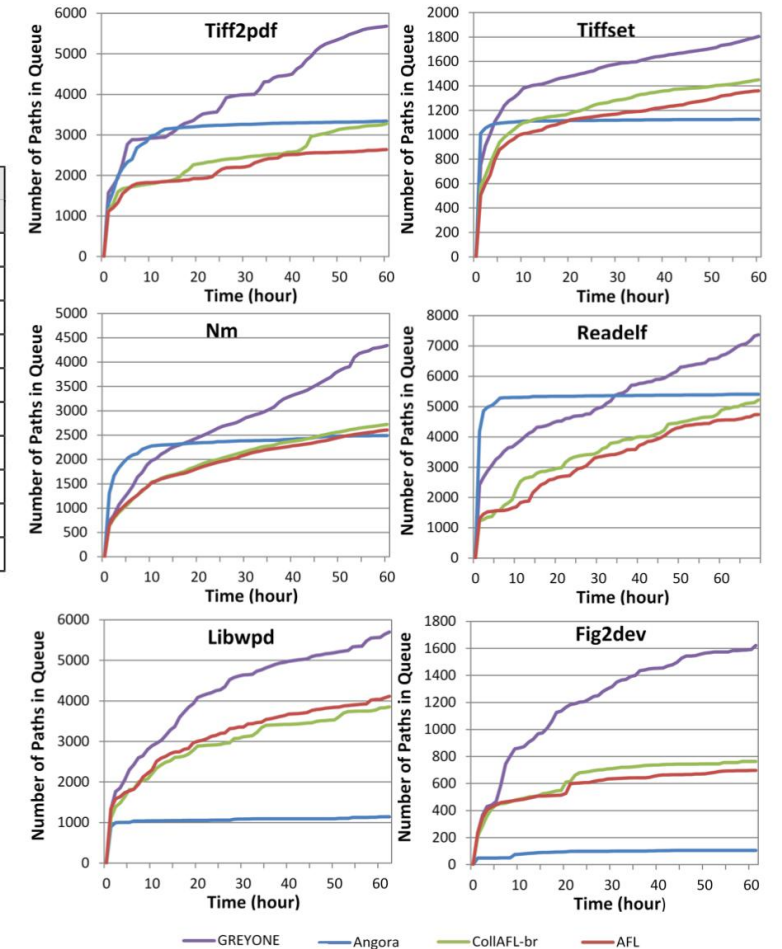 Tiff2pdf
Number of Paths in Queue
6000
5000
4000
3000
2000
1000
0
0 10 20 30 40 50 60
Time (hour)
Tiffset
Number of Paths in Queue
2000
1800
1600
1400
1200
1000
800
600
400
200
0
0 10 20 30 40 50 60
Time (hour)
Nm
Number of Paths in Queue
5000
4500
4000
3500
3000
2500
2000
1500
1000
500
0
0 10 20 30 40 50 60
Time (hour)
Readelf
Number of Paths in Queue
8000
7000
6000
5000
4000
3000
2000
1000
0
0 10 20 30 50 60
Time (hour)
Libwpd
Number of Paths in Queue
6000
5000
4000
3000
2000
1000
0
0 10 20 30 40 50 60
Time (hour)
Fig2dev
Number of Paths in Queue
1800
1600
1400
1200
1000
800
600
400
200
0
0 10 20 30 40 50 60
Time (hour)
GREYONE Angora CollAFL-br AFL